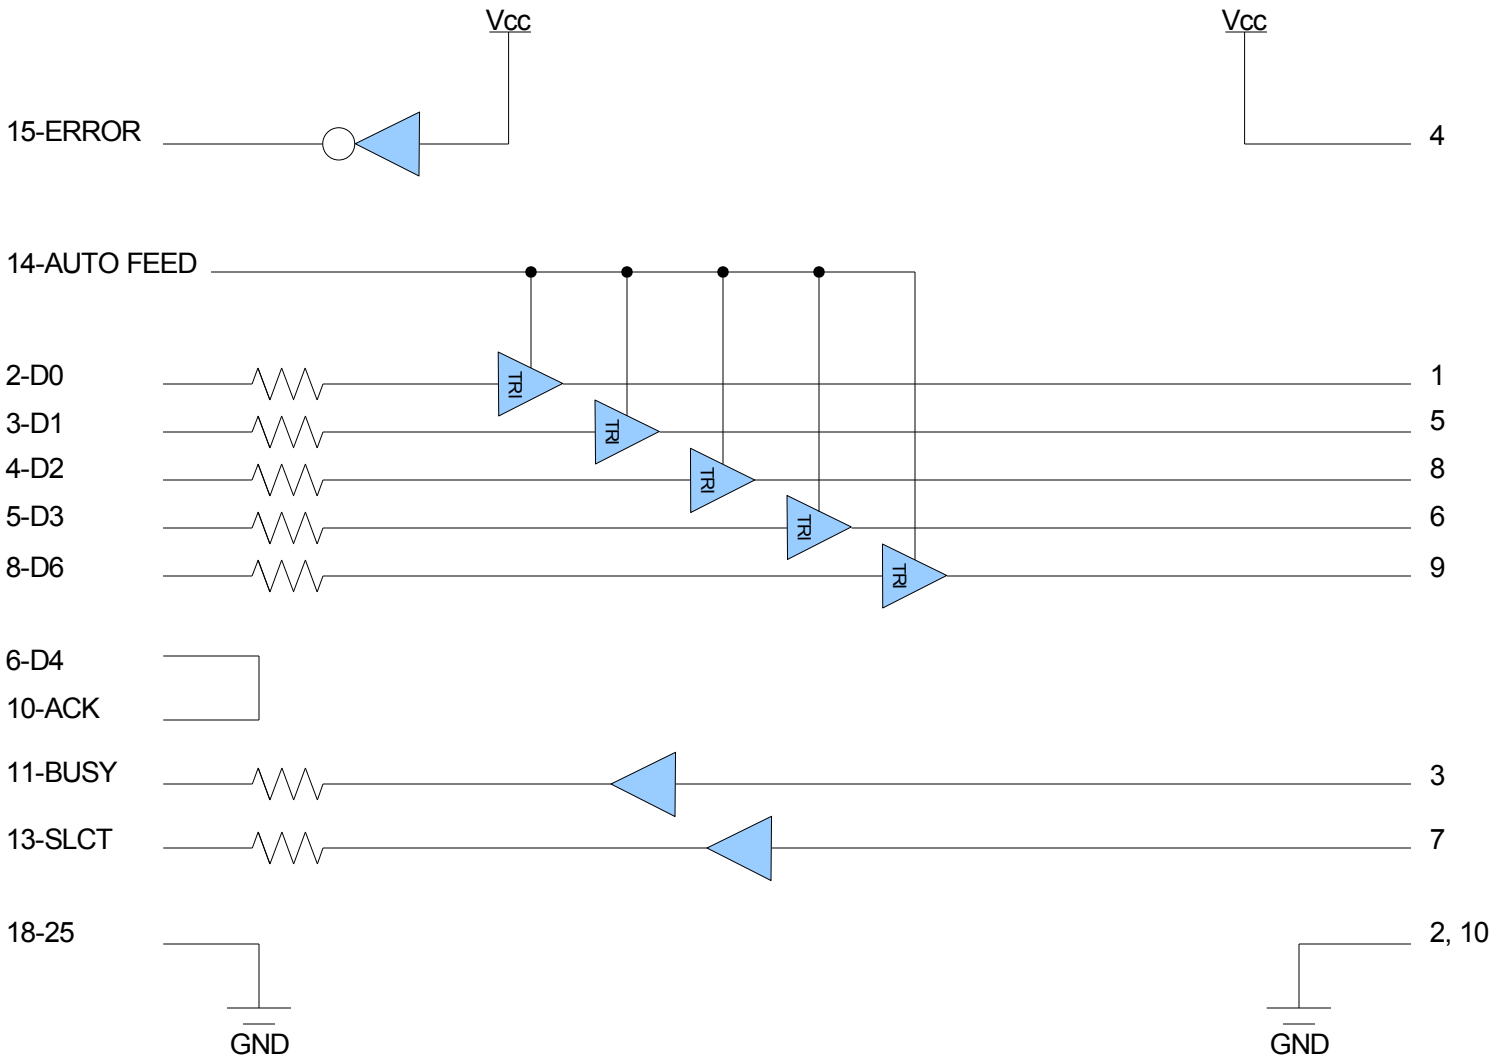 Vcc
Vcc
15-ERROR
4
14-AUTO FEED
2-D0
TRI
1
3-D1
TRI
5
4-D2
TRI
8
5-D3
TRI
6
8-D6
TRI
9
6-D4
10-ACK
11-BUSY
3
13-SLCT
7
18-25
2, 10
GND
GND